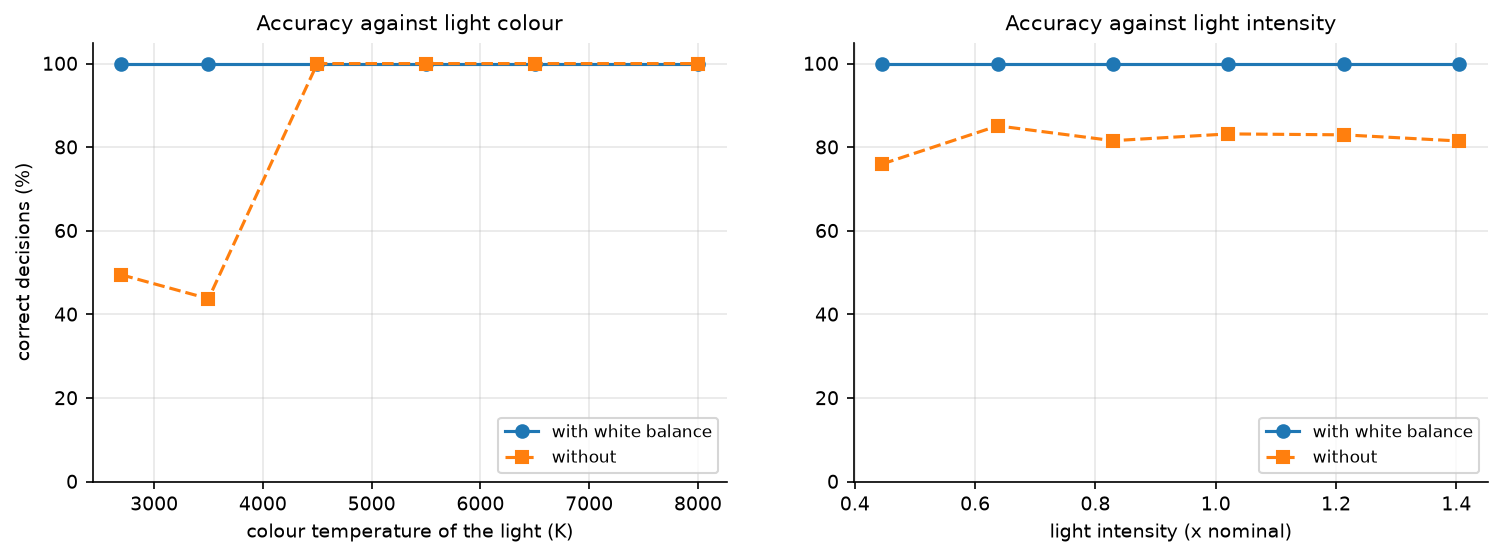 Accuracy against light colour
correct decisions (%)
100
80
60
40
20
0
3000 4000 5000 6000 7000 8000
colour temperature of the light (K)
with white balance
without
Accuracy against light intensity
100
80
60
40
20
0
0.4 0.6 0.8 1.0 1.2 1.4
light intensity (x nominal)
with white balance
without